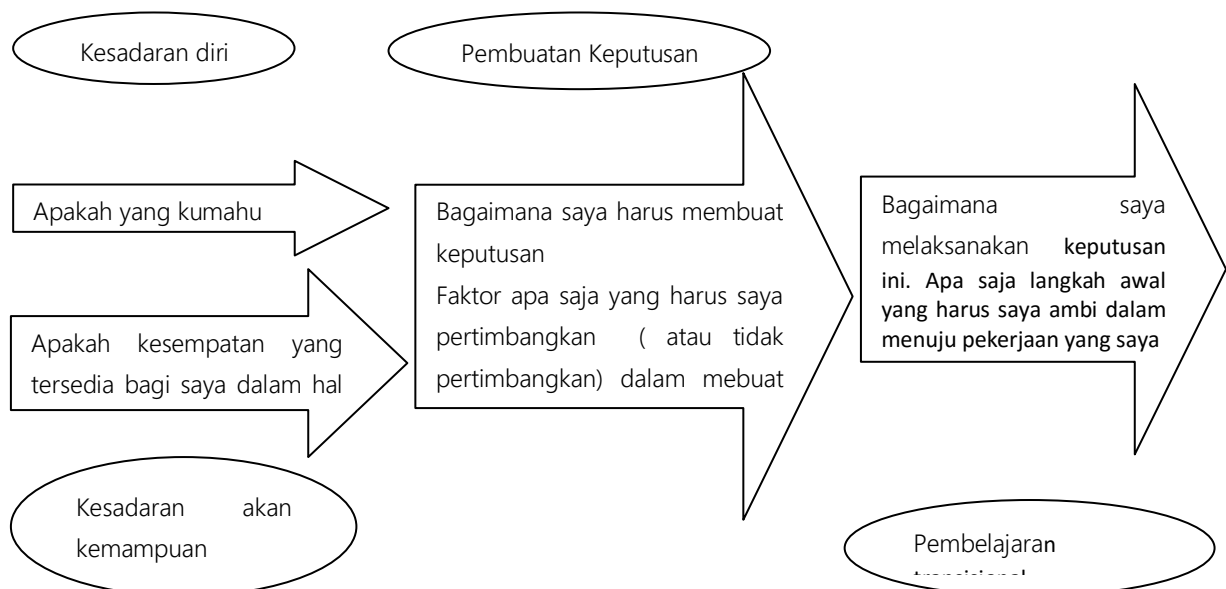 Kesadaran diri
Pembuatan Keputusan
Apakah yang kumahu
Apakah kesempatan yang
tersedia bagi saya dalam hal
Bagaimana saya harus membuat
keputusan
Faktor apa saja yang harus saya
pertimbangkan ( atau tidak
pertimbangkan) dalam mebuat
Bagaimana saya
melaksanakan keputusan
ini. Apa saja langkah awal
yang harus saya ambi dalam
menuju pekerjaan yang saya
Kesadaran akan
kemampuan
Pembelajaran